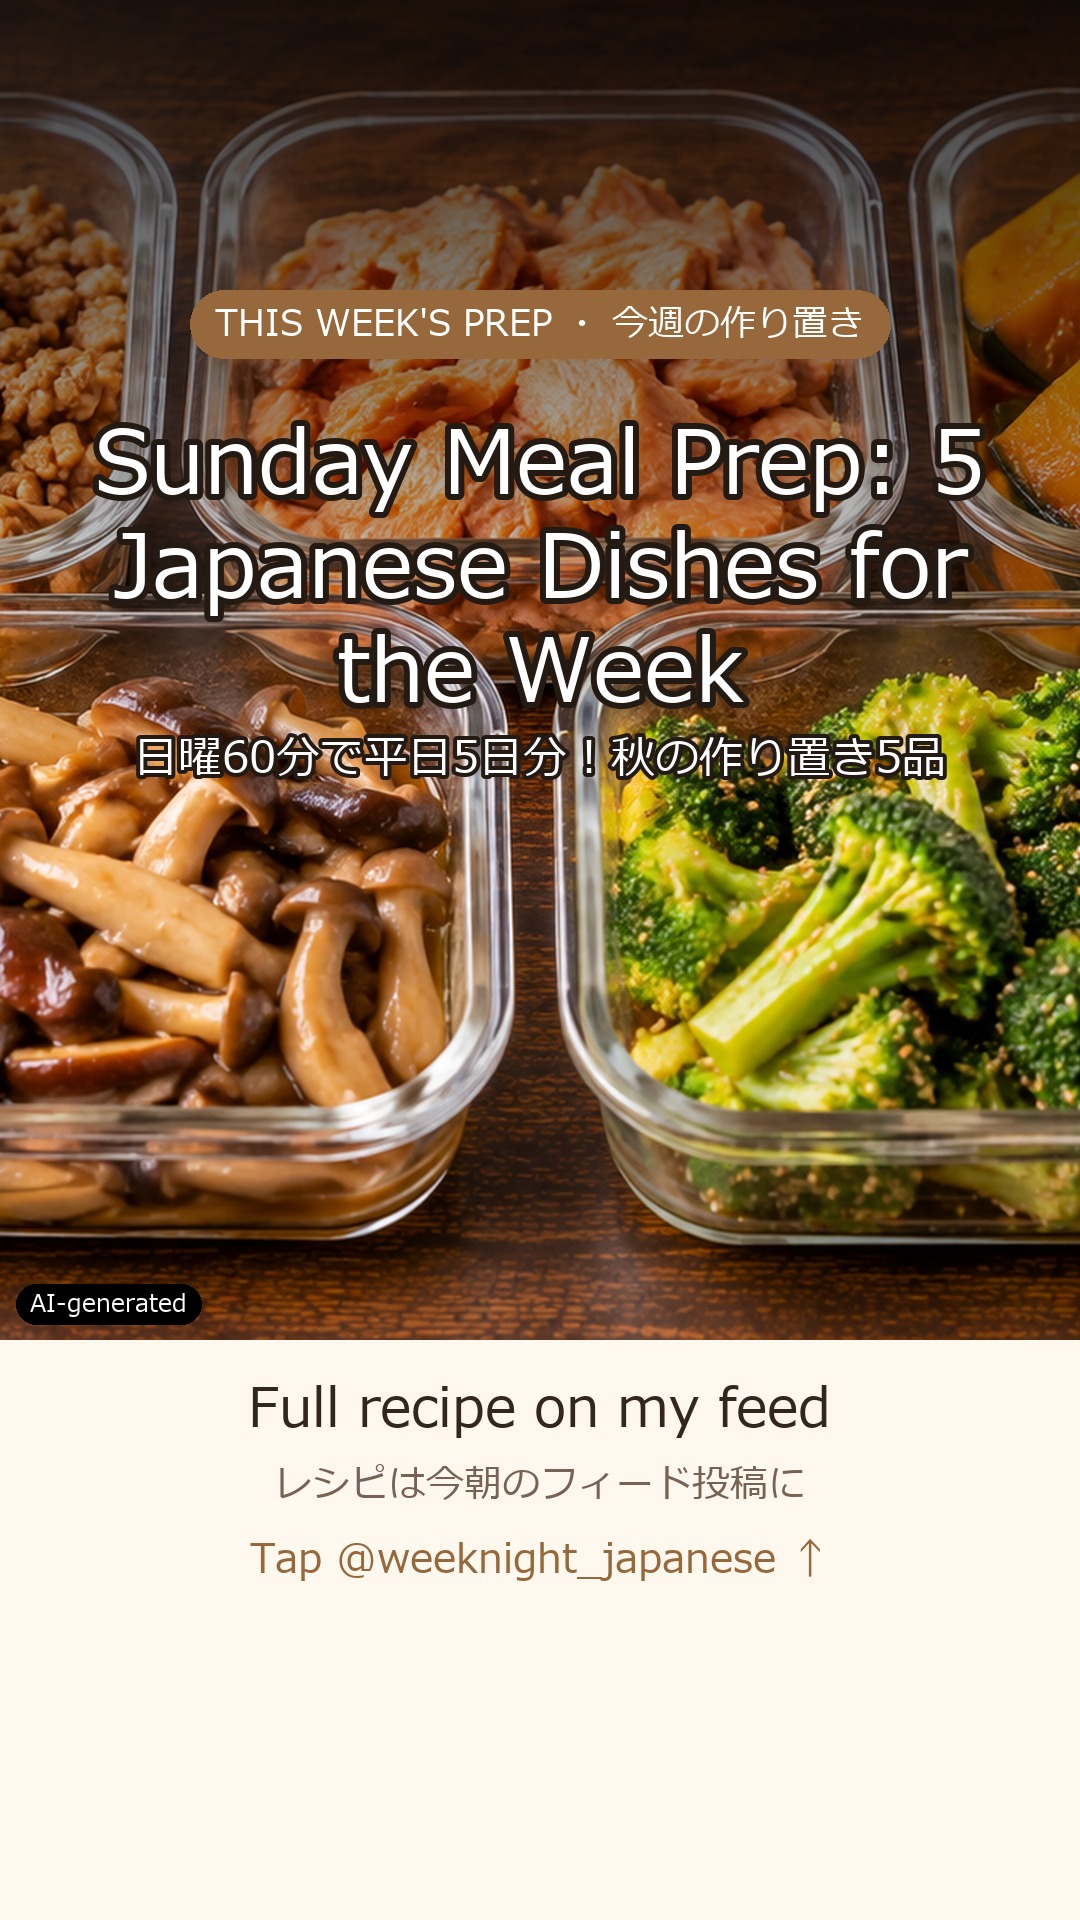 THIS WEEK'S PREP ・ 今週の作り置き
Sunday Meal Prep: 5
Japanese Dishes for
the Week
日曜60分で平日5日分！秋の作り置き5品
AI-generated
Full recipe on my feed
レシピは今朝のフィード投稿に
Tap @weeknight_japanese ↑